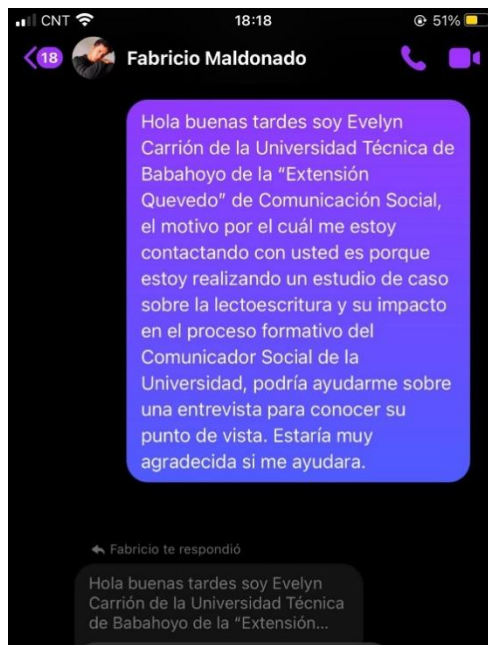 CNT 18:18 51%
18 Fabricio Maldonado
Hola buenas tardes soy Evelyn
Carrión de la Universidad Técnica de
Babahoyo de la “Extensión
Quevedo” de Comunicación Social,
el motivo por el cuál me estoy
contactando con usted es porque
estoy realizando un estudio de caso
sobre la lectoescritura y su impacto
en el proceso formativo del
Comunicador Social de la
Universidad, podría ayudarme sobre
una entrevista para conocer su
punto de vista. Estaría muy
agradecida si me ayudara.
Fabricio te respondió
Hola buenas tardes soy Evelyn
Carrión de la Universidad Técnica
de Babahoyo de la “Extensión...